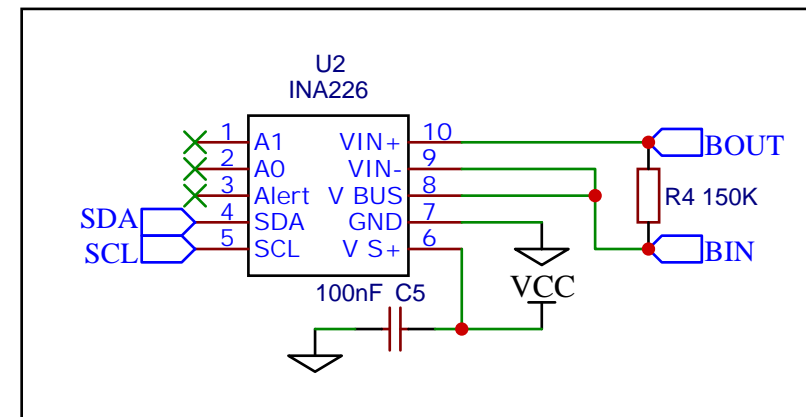 U2
INA226
1 A1 VIN+ 10
2 A0 VIN- 9
3 Alert V BUS 8
4 SDA GND 7
5 SCL V S+ 6
SDA
SCL
BOUT
R4 150K
BIN
100nF C5
VCC